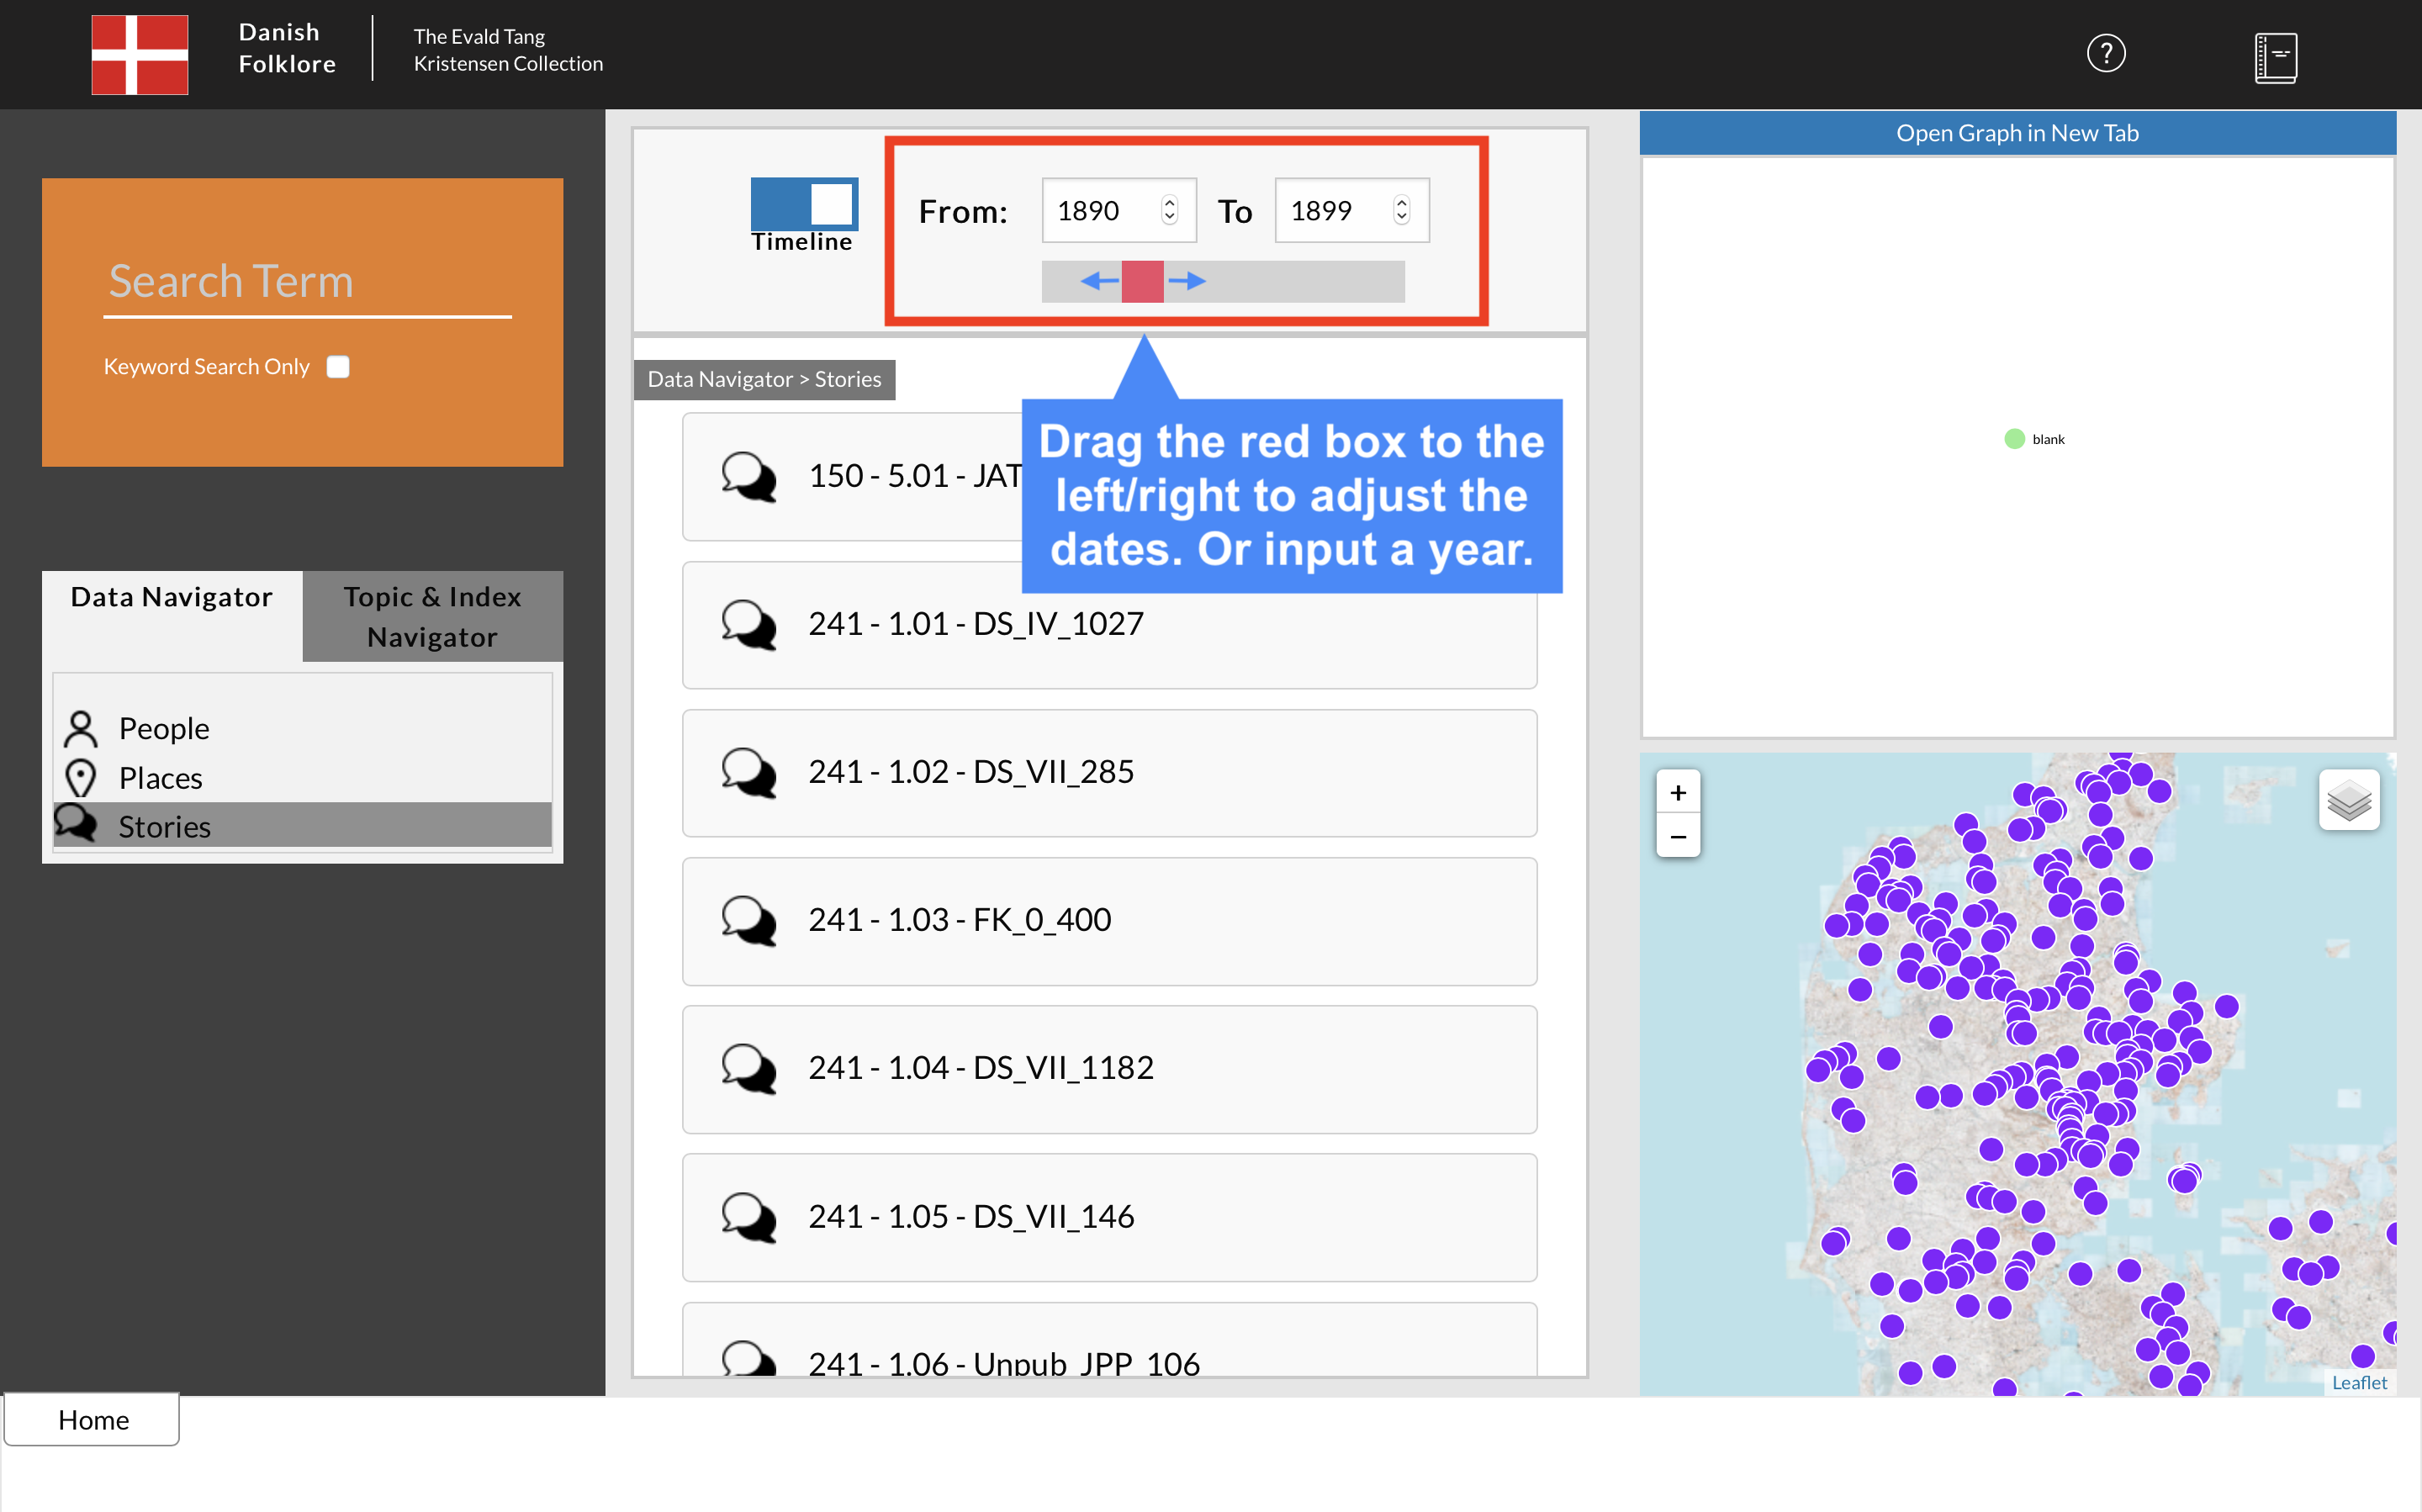 Danish
Folklore
The Evald Tang
Kristensen Collection
?
Search Term
Keyword Search Only
Data Navigator
Topic & Index
Navigator
People
Places
Stories
Timeline
From:
1890
To
1899
Data Navigator > Stories
Drag the red box to the
left/right to adjust the
dates. Or input a year.
150 - 5.01 - JAT
241 - 1.01 - DS_IV_1027
241 - 1.02 - DS_VII_285
241 - 1.03 - FK_0_400
241 - 1.04 - DS_VII_1182
241 - 1.05 - DS_VII_146
241 - 1.06 - Unpub_JPP_106
Open Graph in New Tab
blank
+
−
Leaflet
Home